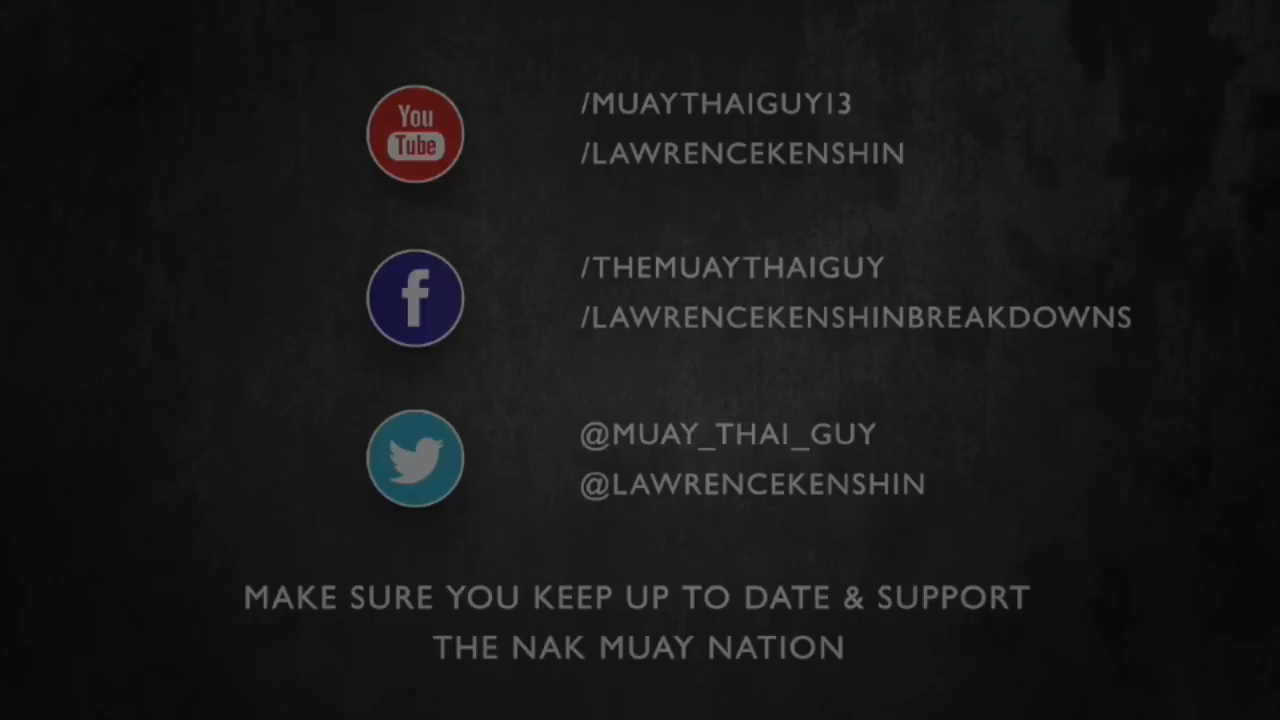 You
Tube
/MUAYTHAIGUY13
/LAWRENCEKENSHIN
f
/THEMUAYTHAIGUY
/LAWRENCEKENSHINBREAKDOWNS
@MUAY_THAI_GUY
@LAWRENCEKENSHIN
MAKE SURE YOU KEEP UP TO DATE & SUPPORT
THE NAK MUAY NATION